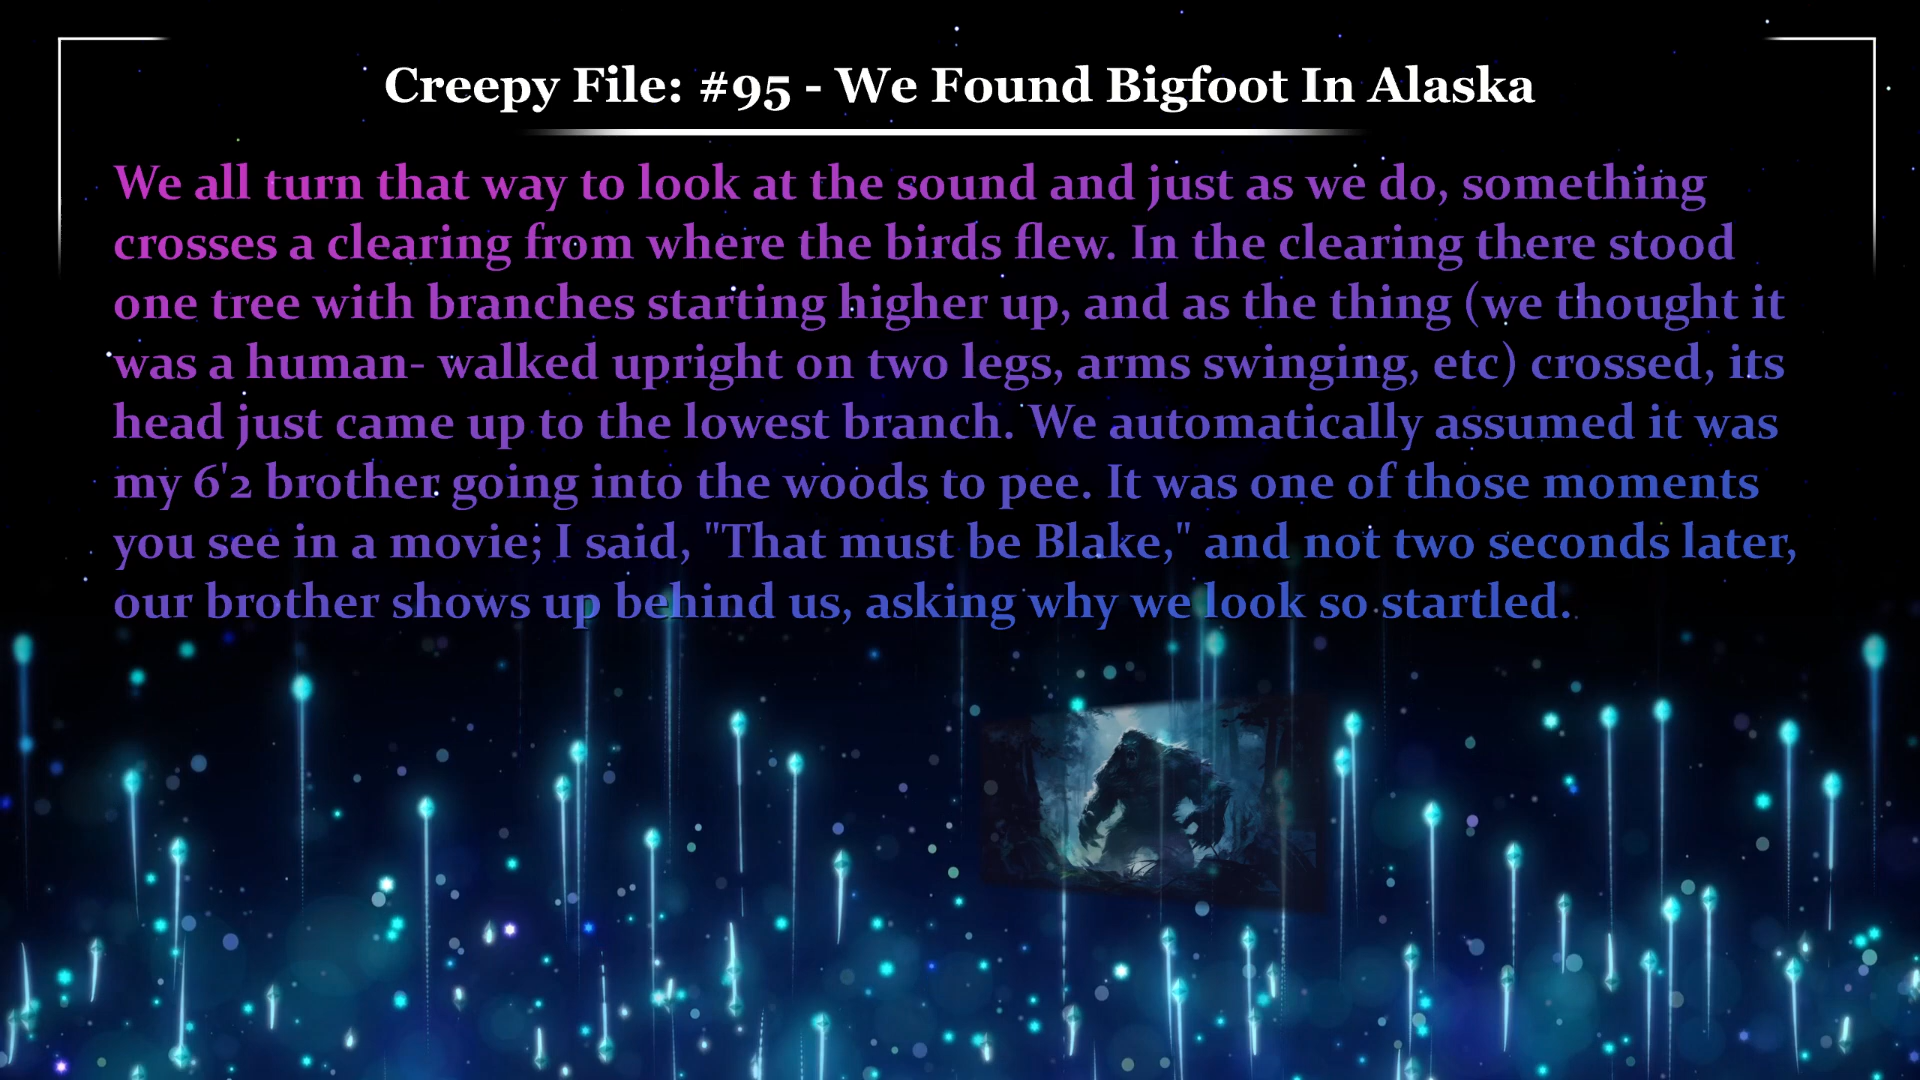 Creepy File: #95 - We Found Bigfoot In Alaska
We all turn that way to look at the sound and just as we do, something
crosses a clearing from where the birds flew. In the clearing there stood
one tree with branches starting higher up, and as the thing (we thought it
was a human- walked upright on two legs, arms swinging, etc) crossed, its
head just came up to the lowest branch. We automatically assumed it was
my 6'2 brother going into the woods to pee. It was one of those moments
you see in a movie; I said, "That must be Blake," and not two seconds later,
our brother shows up behind us, asking why we look so startled.